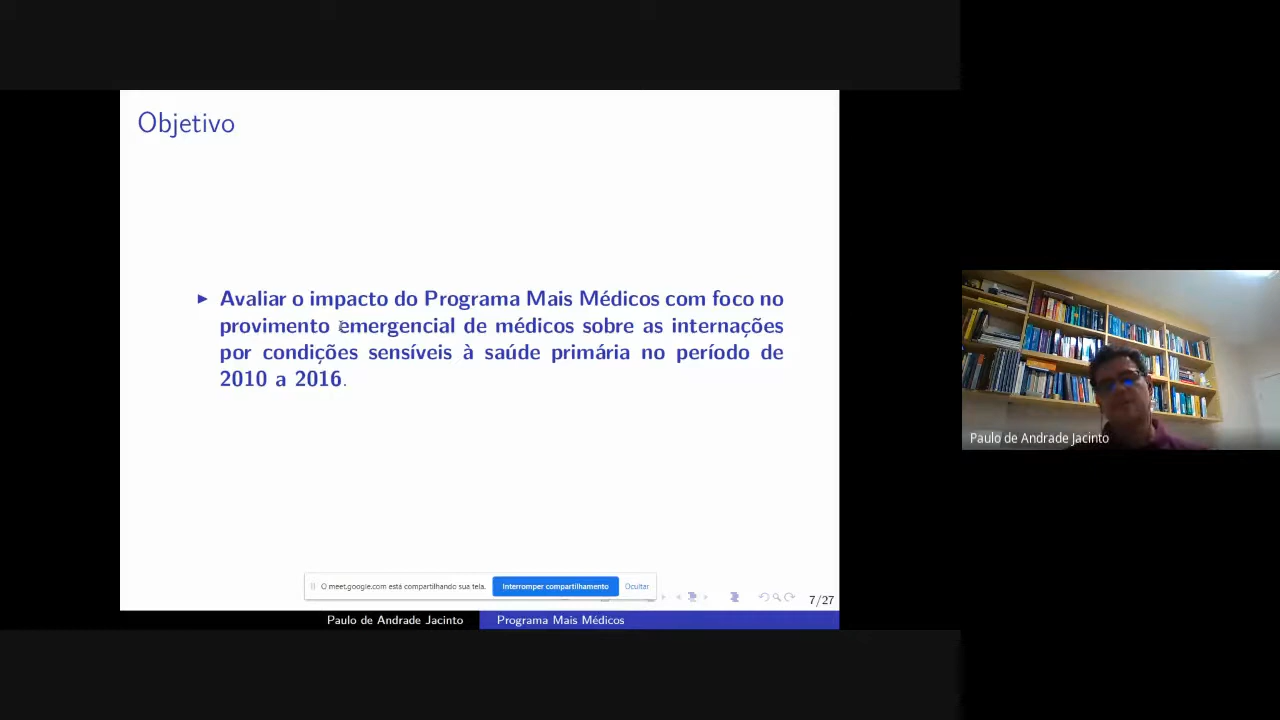 Objetivo
Avaliar o impacto do Programa Mais Médicos com foco no
provimento emergencial de médicos sobre as internações
por condições sensíveis à saúde primária no período de
2010 a 2016.
Paulo de Andrade Jacinto
O meet.google.com está compartilhando sua tela.
Interromper compartilhamento
Ocultar
7/27
Paulo de Andrade Jacinto
Programa Mais Médicos